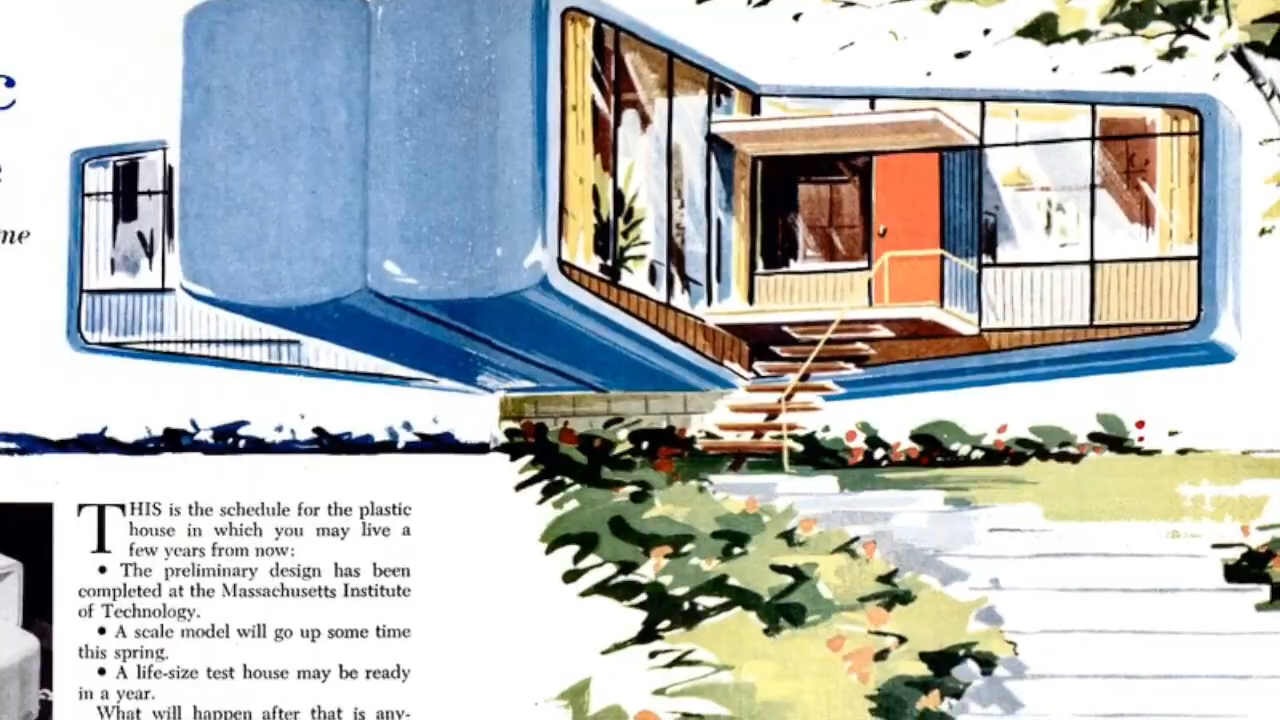 c
e
me
THIS is the schedule for the plastic
house in which you may live a
few years from now:
• The preliminary design has been
completed at the Massachusetts Institute
of Technology.
• A scale model will go up some time
this spring.
• A life-size test house may be ready
in a year.
What will happen after that is any-